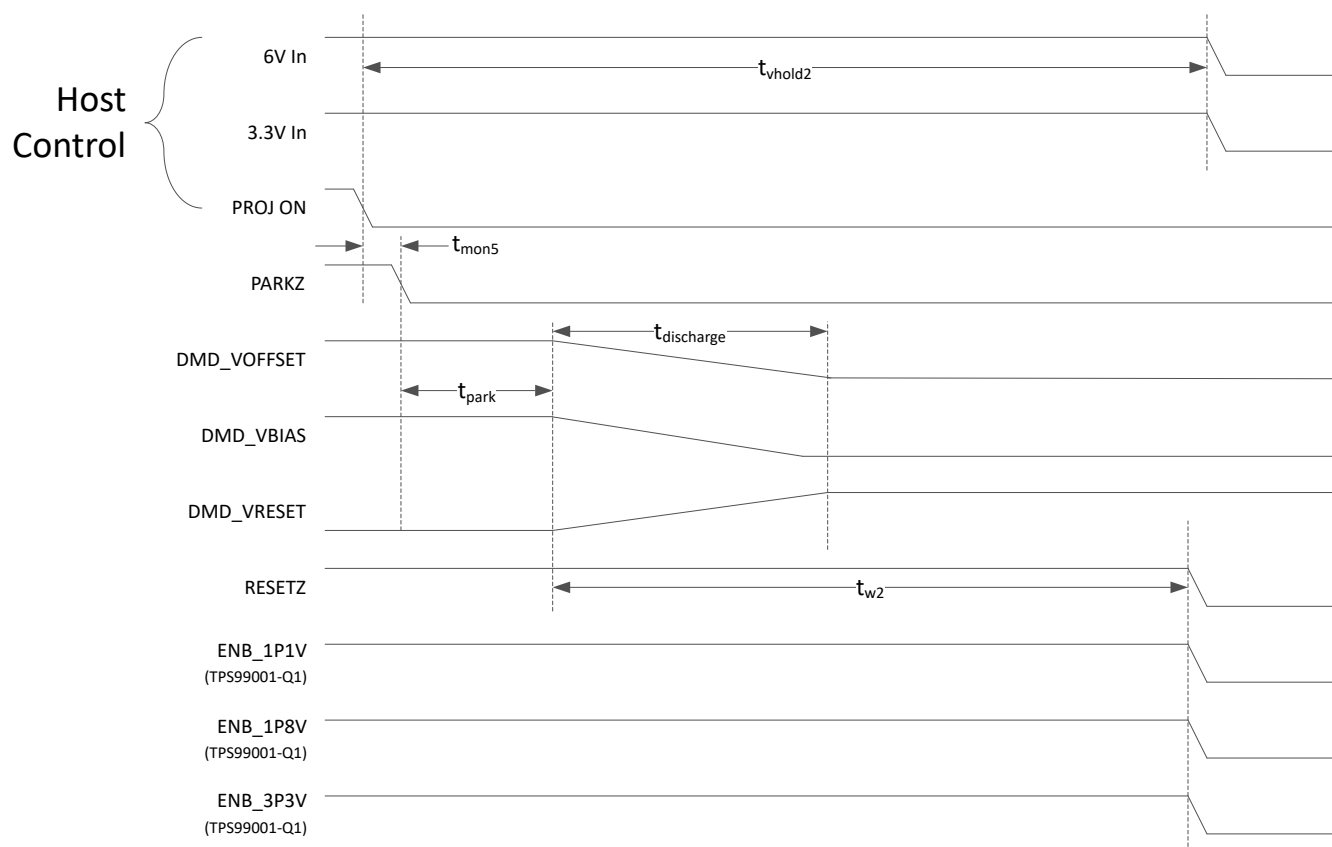 6V In
t_vhold2
Host
Control
3.3V In
PROJ ON
t_mon5
PARKZ
t_discharge
DMD_VOFFSET
t_park
DMD_VBIAS
DMD_VRESET
RESETZ
t_w2
ENB_1P1V
(TPS99001-Q1)
ENB_1P8V
(TPS99001-Q1)
ENB_3P3V
(TPS99001-Q1)